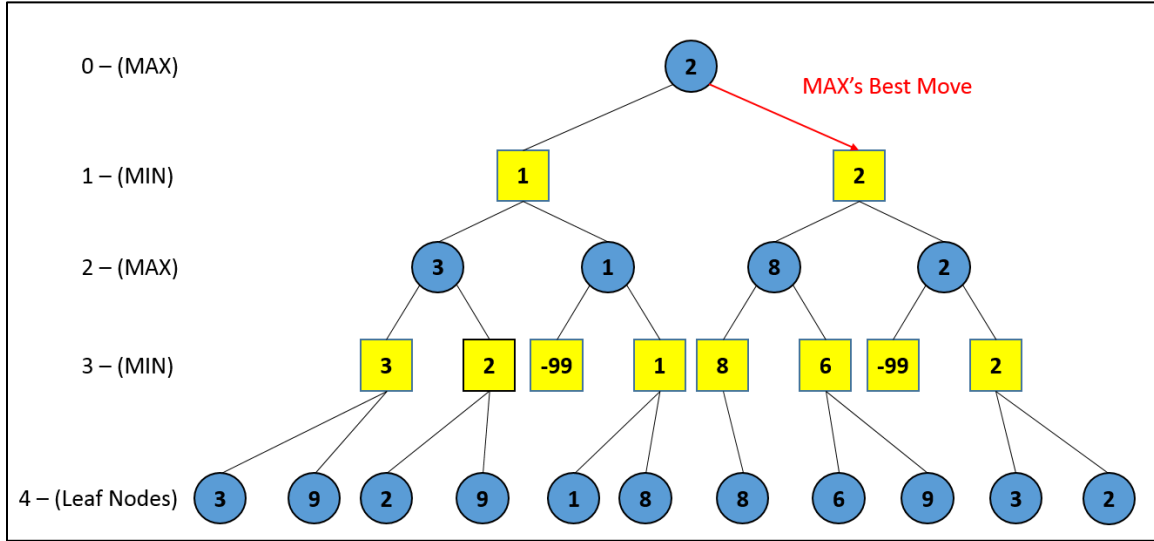 0 – (MAX) 2
MAX's Best Move
1 – (MIN) 1 2
2 – (MAX) 3 1 8 2
3 – (MIN) 3 2 -99 1 8 6 -99 2
4 – (Leaf Nodes) 3 9 2 9 1 8 8 6 9 3 2